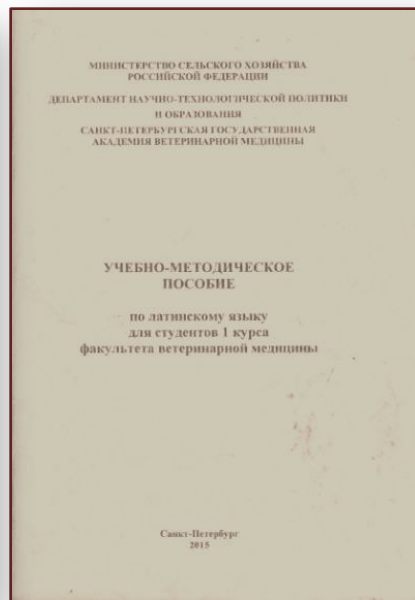 МИНИСТЕРСТВО СЕЛЬСКОГО ХОЗЯЙСТВА
РОССИЙСКОЙ ФЕДЕРАЦИИ
ДЕПАРТАМЕНТ НАУЧНО-ТЕХНОЛОГИЧЕСКОЙ ПОЛИТИКИ
И ОБРАЗОВАНИЯ
САНКТ-ПЕТЕРБУРГСКАЯ ГОСУДАРСТВЕННАЯ
АКАДЕМИЯ ВЕТЕРИНАРНОЙ МЕДИЦИНЫ
УЧЕБНО-МЕТОДИЧЕСКОЕ
ПОСОБИЕ
по латинскому языку
для студентов 1 курса
факультета ветеринарной медицины
Санкт-Петербург
2015